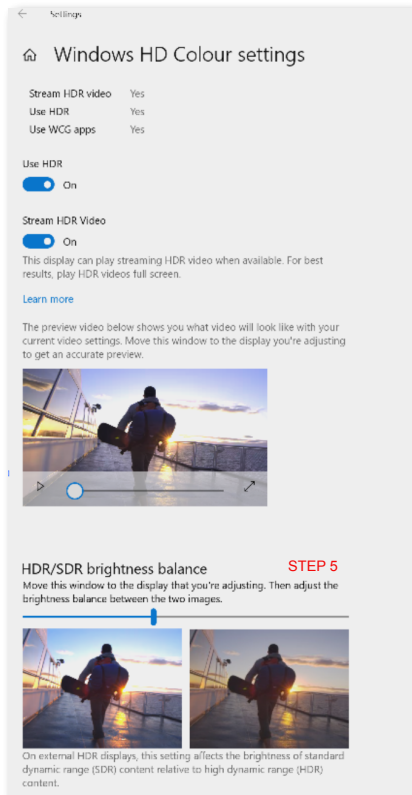 Settings
Windows HD Colour settings
Stream HDR video Yes
Use HDR Yes
Use WCG apps Yes
Use HDR
On
Stream HDR Video
On
This display can play streaming HDR video when available. For best
results, play HDR videos full screen.
Learn more
The preview video below shows you what video will look like with your
current video settings. Move this window to the display you're adjusting
to get an accurate preview.
HDR/SDR brightness balance STEP 5
Move this window to the display that you're adjusting. Then adjust the
brightness balance between the two images.
On external HDR displays, this setting affects the brightness of standard
dynamic range (SDR) content relative to high dynamic range (HDR)
content.